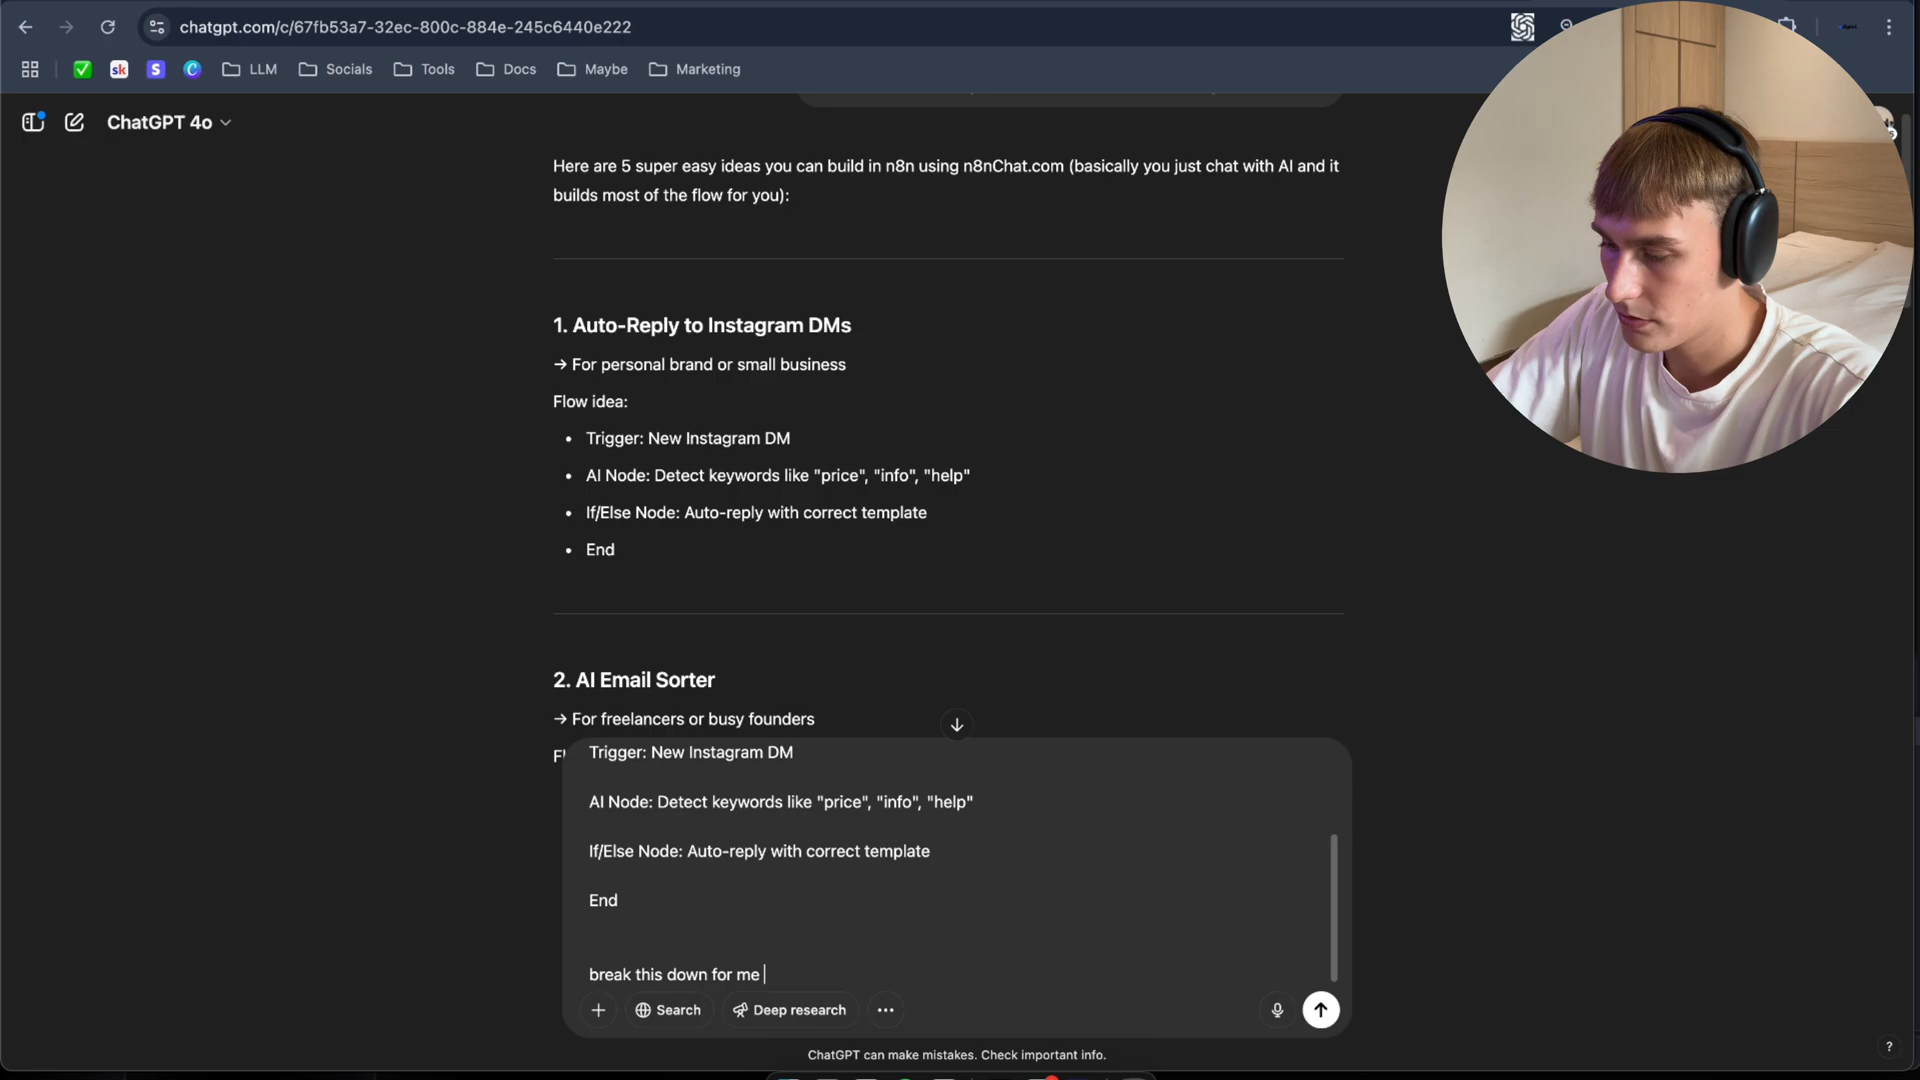 chatgpt.com/c/67fb53a7-32ec-800c-884e-245c6440e222
sk
S
C
LLM
Socials
Tools
Docs
Maybe
Marketing
ChatGPT 4o
Here are 5 super easy ideas you can build in n8n using n8nChat.com (basically you just chat with AI and it
builds most of the flow for you):
1. Auto-Reply to Instagram DMs
→ For personal brand or small business
Flow idea:
• Trigger: New Instagram DM
• AI Node: Detect keywords like "price", "info", "help"
• If/Else Node: Auto-reply with correct template
• End
2. AI Email Sorter
→ For freelancers or busy founders
Trigger: New Instagram DM
AI Node: Detect keywords like "price", "info", "help"
If/Else Node: Auto-reply with correct template
End
break this down for me
Search
Deep research
ChatGPT can make mistakes. Check important info.
?